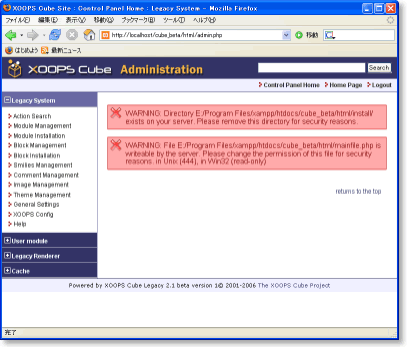 XOOPS Cube Site : Control Panel Home : Legacy System - Mozilla Firefox
ファイル(F) 編集(E) 表示(V) 移動(G) ブックマーク(B) ツール(T) ヘルプ(H)
http://localhost/cube_beta/html/admin.php 移動
はじめよう 最新ニュース
XOOPS Cube Administration
Search
Control Panel Home Home Page Logout
Legacy System
Action Search
Module Management
Module Installation
Block Management
Block Installation
Smilies Management
Comment Management
Image Management
Theme Management
General Settings
XOOPS Config
Help
User module
Legacy Renderer
Cache
WARNING: Directory E:/Program Files/xampp/htdocs/cube_beta/html/install/
exists on your server. Please remove this directory for security reasons.
WARNING: File E:/Program Files/xampp/htdocs/cube_beta/html/mainfile.php is
writeable by the server. Please change the permission of this file for security
reasons. in Unix (444), in Win32 (read-only)
returns to the top
Powered by XOOPS Cube Legacy 2.1 beta version 1© 2001-2006 The XOOPS Cube Project
完了